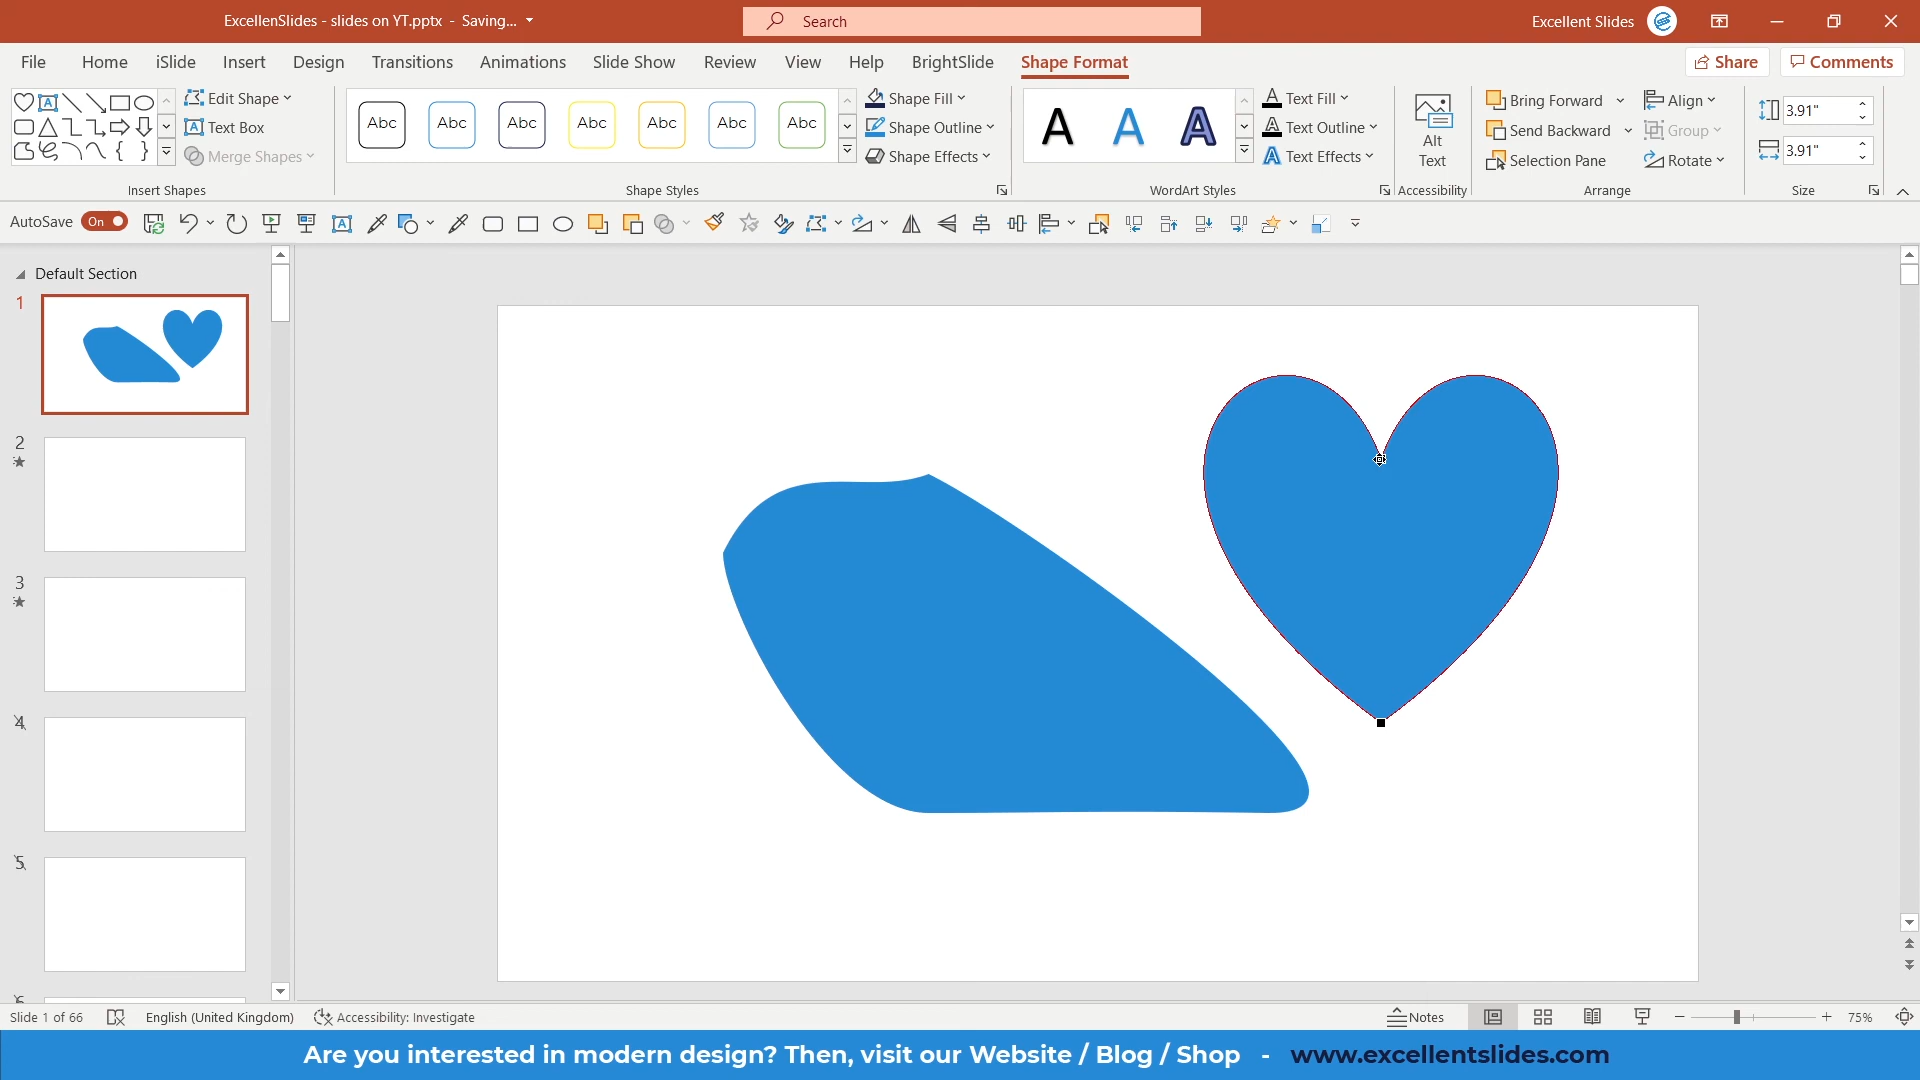 ExcellenSlides - slides on YT.pptx - Saving...
Search
Excellent Slides
File Home iSlide Insert Design Transitions Animations Slide Show Review View Help BrightSlide Shape Format
Share Comments
Edit Shape
Text Box
Merge Shapes
Insert Shapes
Abc Abc Abc Abc Abc Abc Abc
Shape Fill
Shape Outline
Shape Effects
Shape Styles
A A A
Text Fill
Text Outline
Text Effects
WordArt Styles
Alt
Text
Accessibility
Bring Forward
Send Backward
Selection Pane
Align
Group
Rotate
Arrange
3.91"
3.91"
Size
AutoSave On
Default Section
1
2
3
4
5
6
Slide 1 of 66 English (United Kingdom) Accessibility: Investigate Notes 75%
Are you interested in modern design? Then, visit our Website / Blog / Shop - www.excellentslides.com